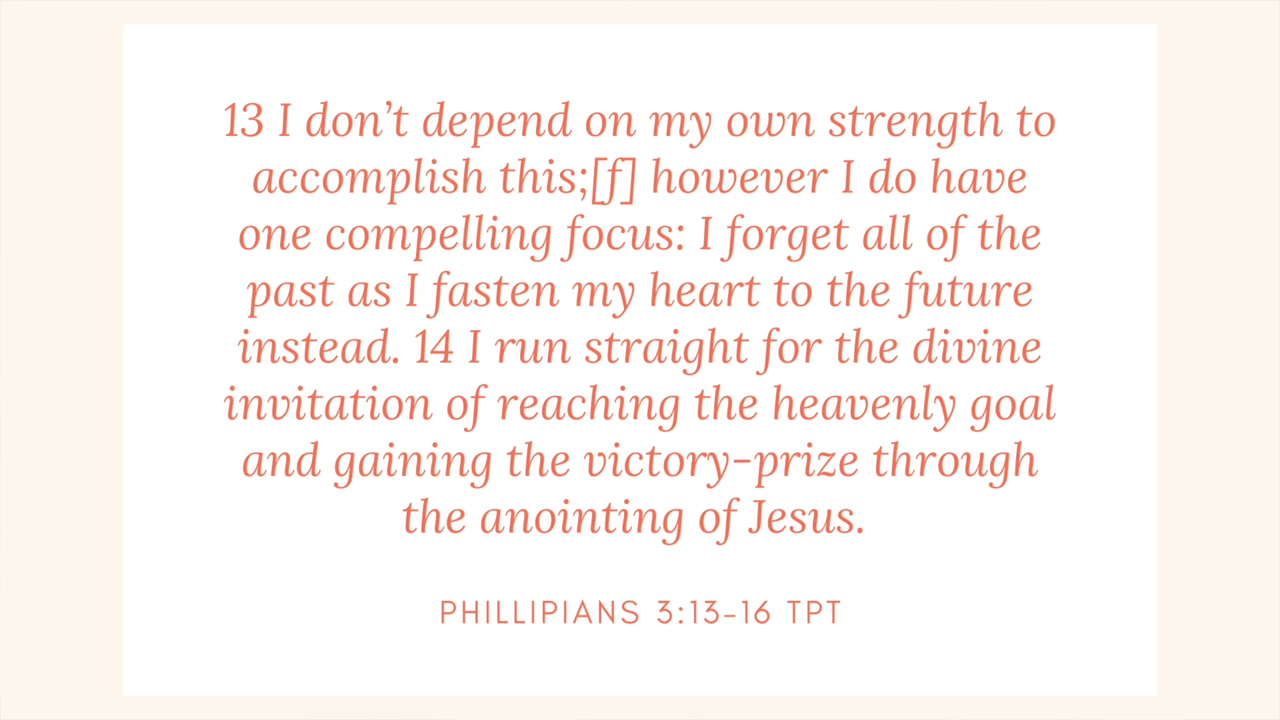 13 I don’t depend on my own strength to
accomplish this;[f] however I do have
one compelling focus: I forget all of the
past as I fasten my heart to the future
instead. 14 I run straight for the divine
invitation of reaching the heavenly goal
and gaining the victory-prize through
the anointing of Jesus.
PHILLIPIANS 3:13-16 TPT